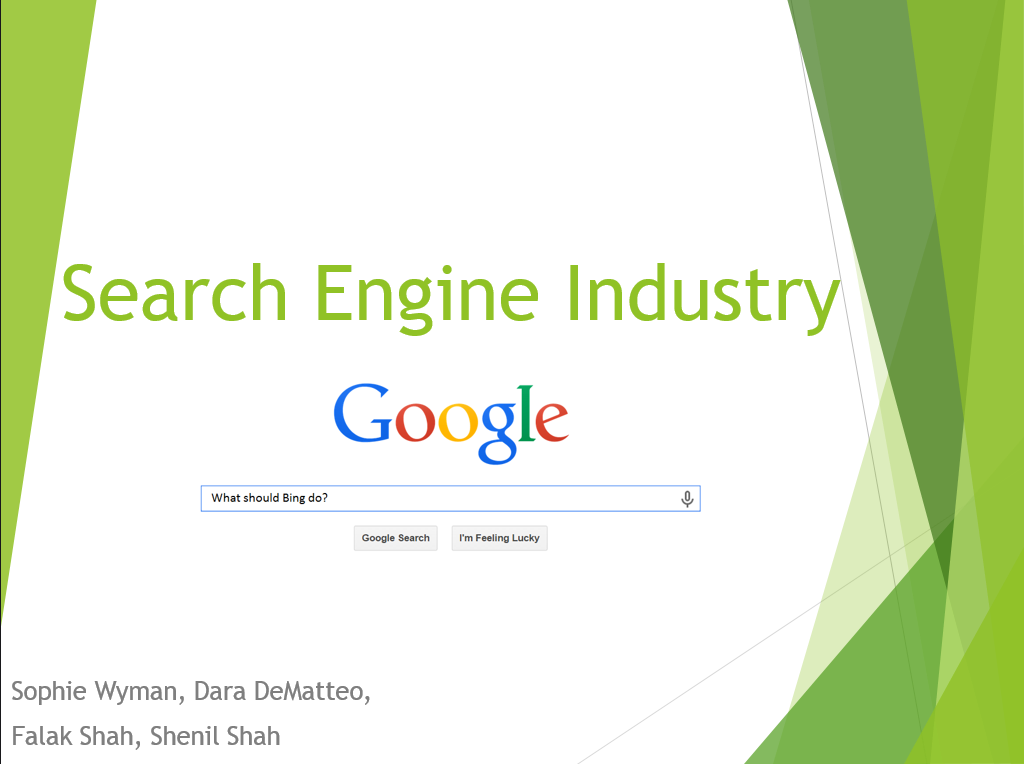 Search Engine Industry
Google
What should Bing do?
Google Search I'm Feeling Lucky
Sophie Wyman, Dara DeMatteo,
Falak Shah, Shenil Shah